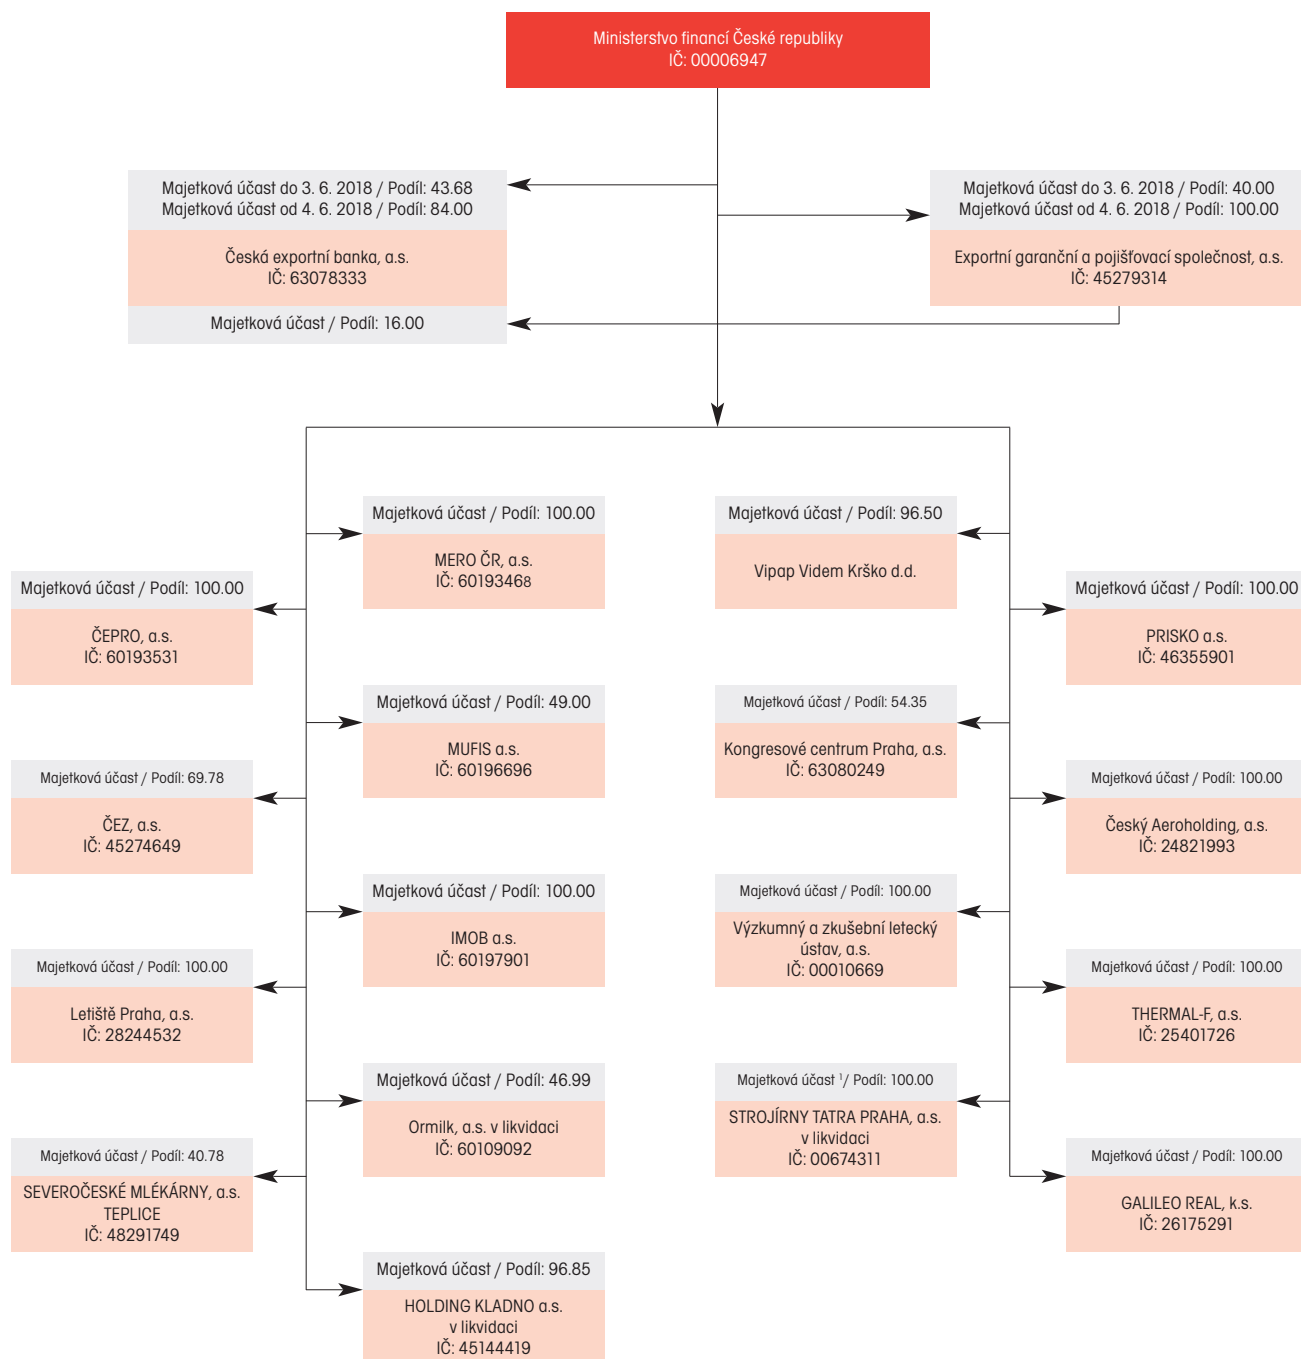 Ministerstvo financí České republiky
IČ: 00006947
Majetková účast do 3. 6. 2018 / Podíl: 43.68
Majetková účast od 4. 6. 2018 / Podíl: 84.00
Česká exportní banka, a.s.
IČ: 63078333
Majetková účast / Podíl: 16.00
Majetková účast do 3. 6. 2018 / Podíl: 40.00
Majetková účast od 4. 6. 2018 / Podíl: 100.00
Exportní garanční a pojišťovací společnost, a.s.
IČ: 45279314
Majetková účast / Podíl: 100.00
MERO ČR, a.s.
IČ: 60193468
Majetková účast / Podíl: 96.50
Vipap Videm Krško d.d.
Majetková účast / Podíl: 100.00
ČEPRO, a.s.
IČ: 60193531
Majetková účast / Podíl: 100.00
PRISKO a.s.
IČ: 46355901
Majetková účast / Podíl: 49.00
MUFIS a.s.
IČ: 60196696
Majetková účast / Podíl: 54.35
Kongresové centrum Praha, a.s.
IČ: 63080249
Majetková účast / Podíl: 69.78
ČEZ, a.s.
IČ: 45274649
Majetková účast / Podíl: 100.00
Český Aeroholding, a.s.
IČ: 24821993
Majetková účast / Podíl: 100.00
IMOB a.s.
IČ: 60197901
Majetková účast / Podíl: 100.00
Výzkumný a zkušební letecký
ústav, a.s.
IČ: 00010669
Majetková účast / Podíl: 100.00
Letiště Praha, a.s.
IČ: 28244532
Majetková účast / Podíl: 100.00
THERMAL-F, a.s.
IČ: 25401726
Majetková účast / Podíl: 46.99
Ormilk, a.s. v likvidaci
IČ: 60109092
Majetková účast ¹/ Podíl: 100.00
STROJÍRNY TATRA PRAHA, a.s.
v likvidaci
IČ: 00674311
Majetková účast / Podíl: 40.78
SEVEROČESKÉ MLÉKÁRNY, a.s.
TEPLICE
IČ: 48291749
Majetková účast / Podíl: 100.00
GALILEO REAL, k.s.
IČ: 26175291
Majetková účast / Podíl: 96.85
HOLDING KLADNO a.s.
v likvidaci
IČ: 45144419